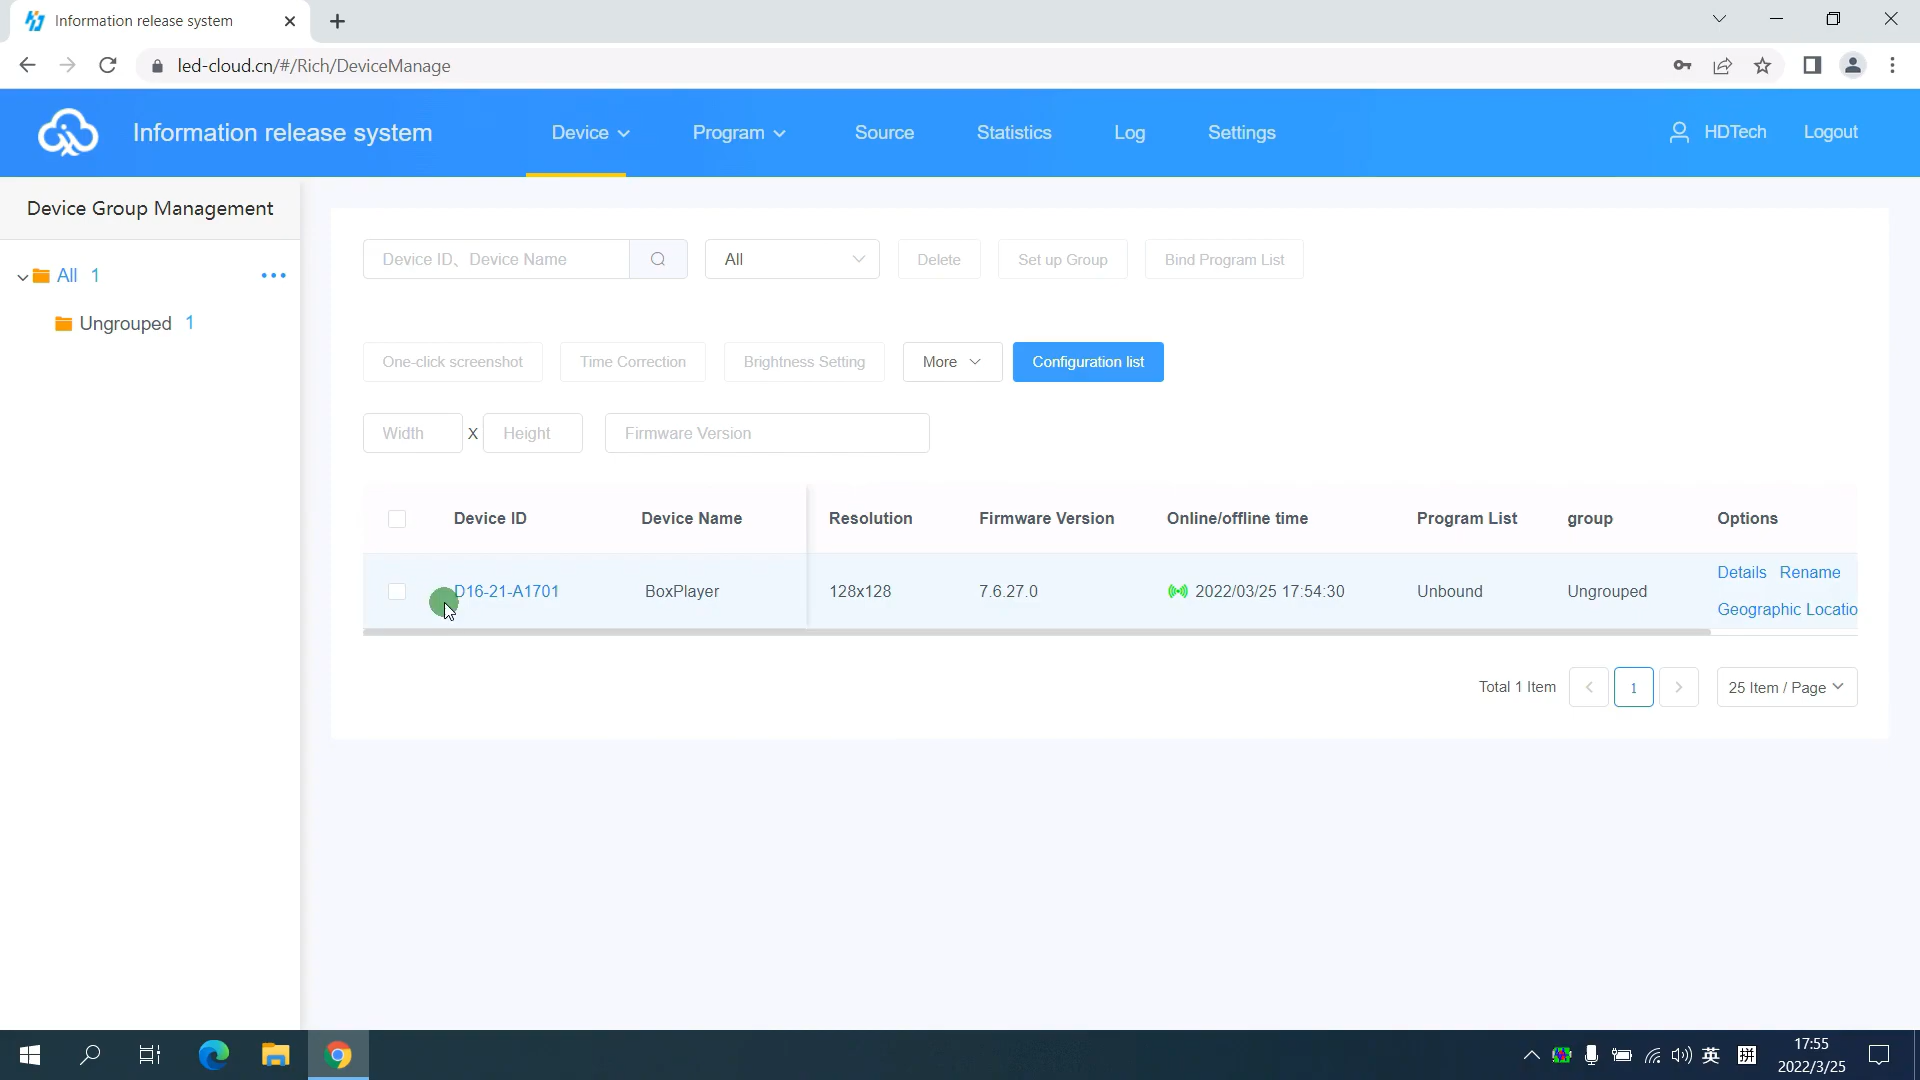 Information release system
led-cloud.cn/#/Rich/DeviceManage
Information release system
Device
Program
Source
Statistics
Log
Settings
HDTech
Logout
Device Group Management
All 1
Ungrouped 1
Device ID、Device Name
All
Delete
Set up Group
Bind Program List
One-click screenshot
Time Correction
Brightness Setting
More
Configuration list
Width X Height
Firmware Version
Device ID Device Name Resolution Firmware Version Online/offline time Program List group Options
D16-21-A1701 BoxPlayer 128x128 7.6.27.0 2022/03/25 17:54:30 Unbound Ungrouped
Details Rename
Geographic Locatio
Total 1 Item
1
25 Item / Page
英
拼
17:55
2022/3/25